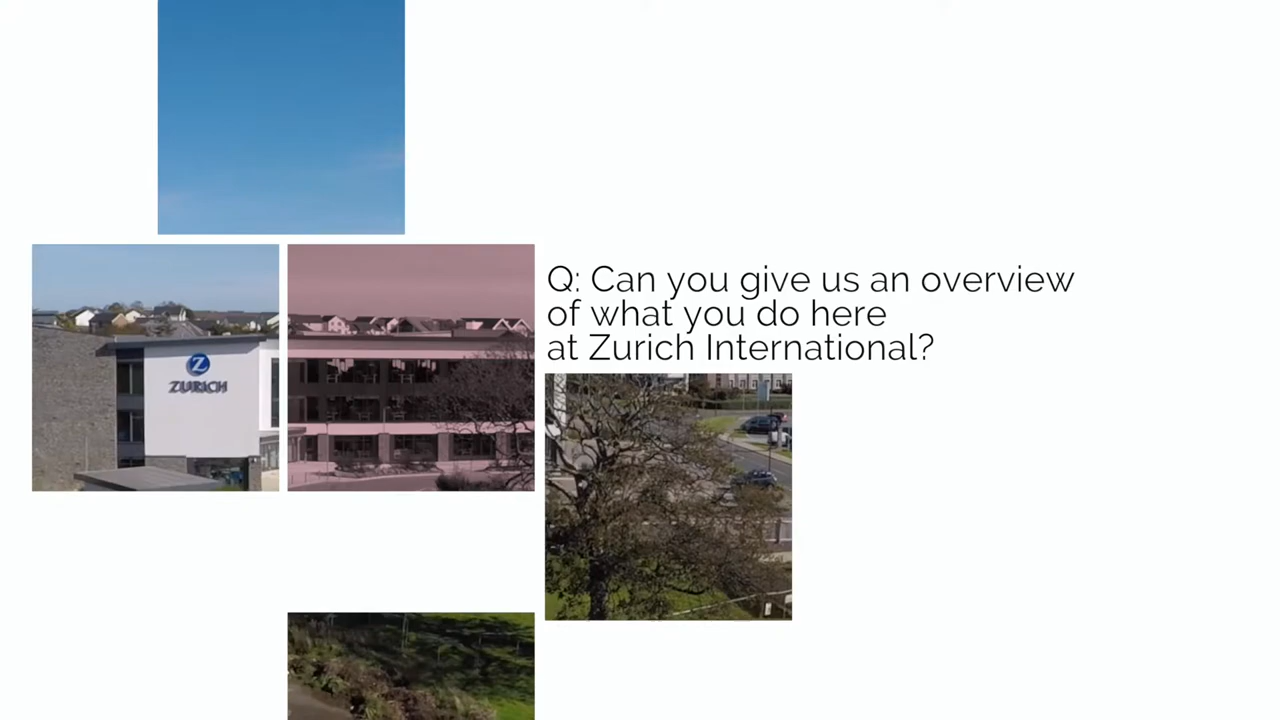 Z
ZURICH
Q: Can you give us an overview
of what you do here
at Zurich International?